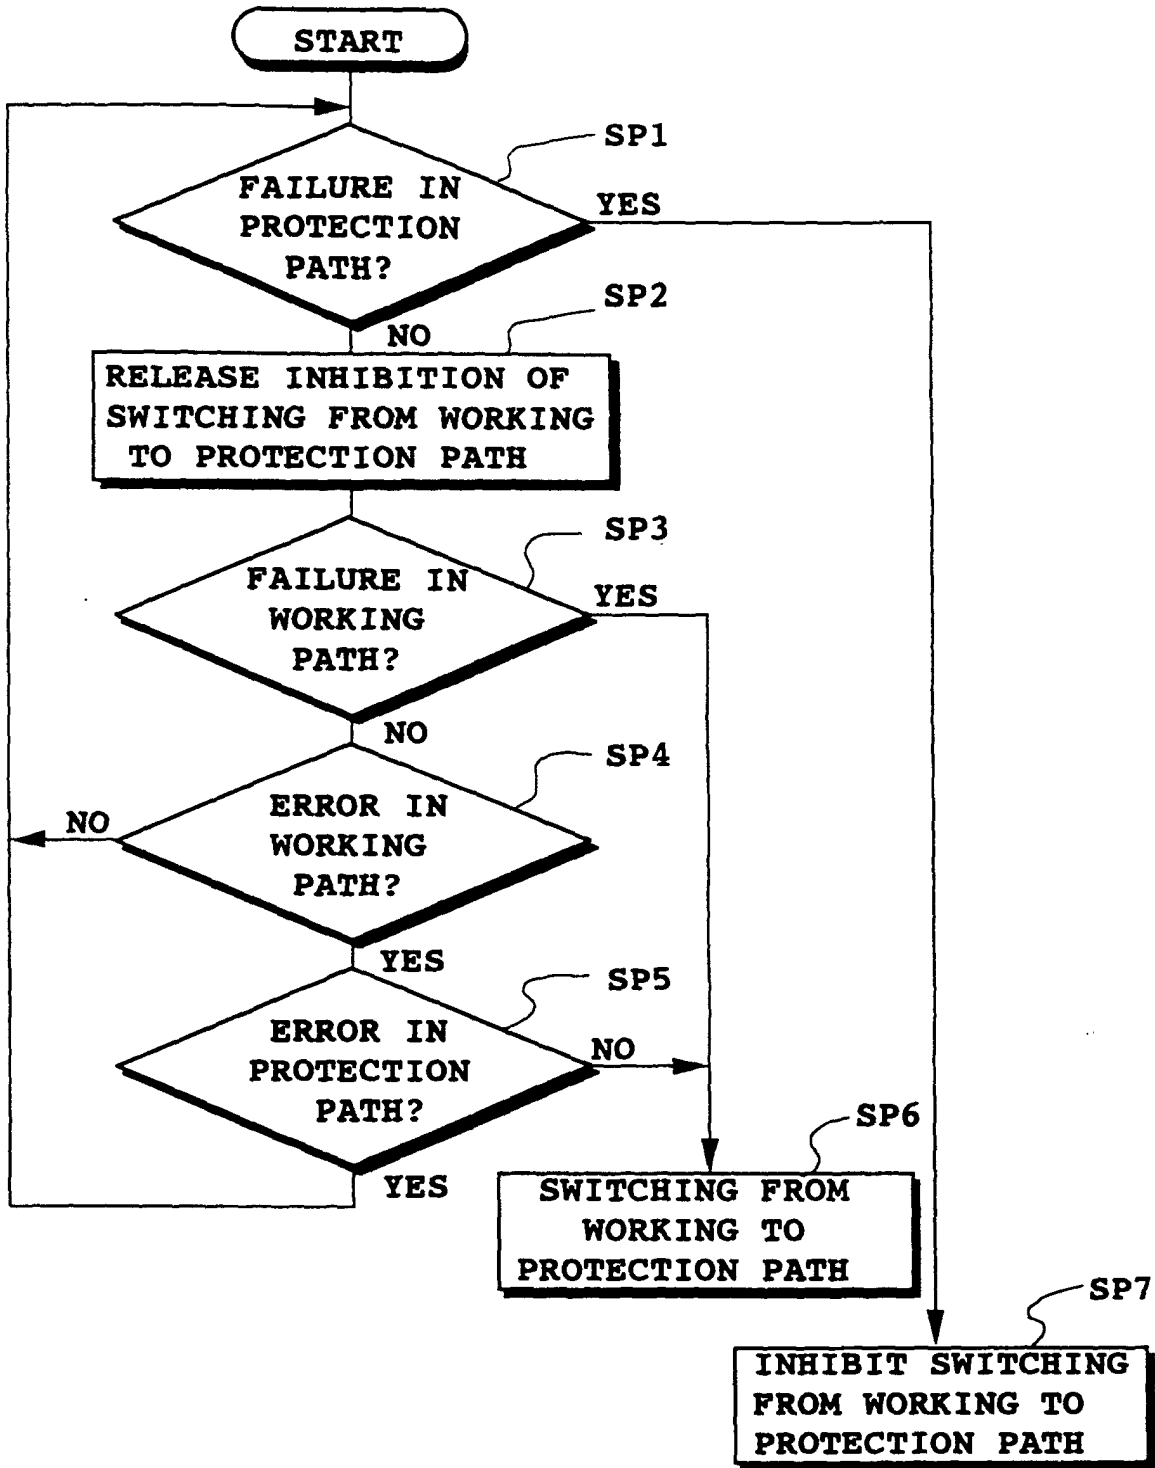 START
SP1
FAILURE IN
PROTECTION
PATH?
YES
SP2
NO
RELEASE INHIBITION OF
SWITCHING FROM WORKING
TO PROTECTION PATH
SP3
FAILURE IN
WORKING
PATH?
YES
NO
SP4
ERROR IN
WORKING
PATH?
NO
YES
SP5
ERROR IN
PROTECTION
PATH?
NO
YES
SP6
SWITCHING FROM
WORKING TO
PROTECTION PATH
SP7
INHIBIT SWITCHING
FROM WORKING TO
PROTECTION PATH